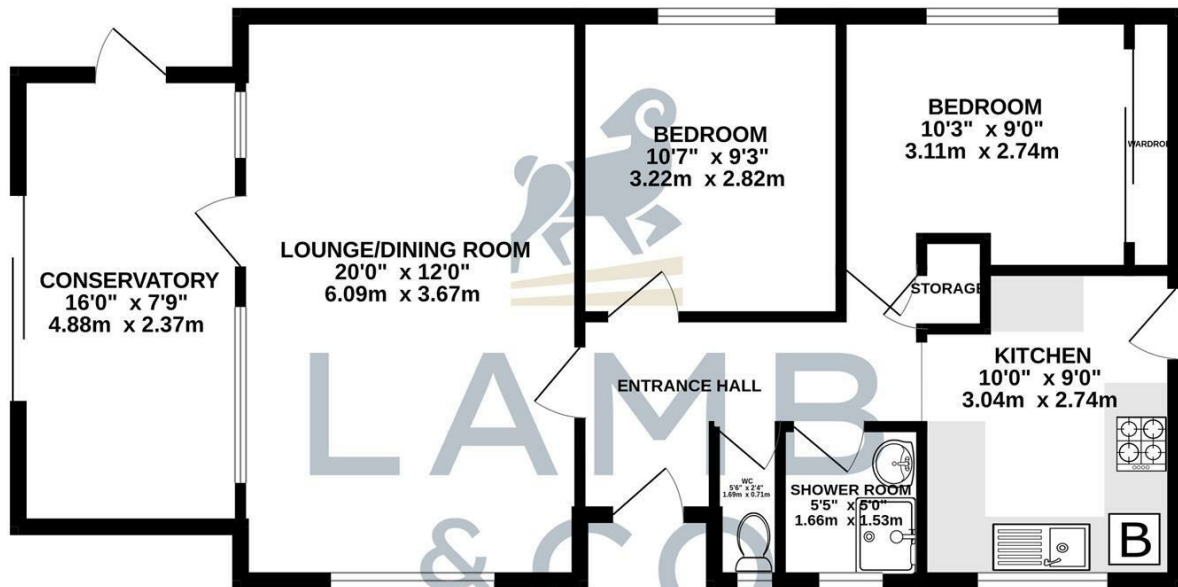 CONSERVATORY
16'0" x 7'9"
4.88m x 2.37m
LOUNGE/DINING ROOM
20'0" x 12'0"
6.09m x 3.67m
BEDROOM
10'7" x 9'3"
3.22m x 2.82m
BEDROOM
10'3" x 9'0"
3.11m x 2.74m
WARDROB
STORAGE
ENTRANCE HALL
KITCHEN
10'0" x 9'0"
3.04m x 2.74m
WC
5'6" x 2'4"
1.69m x 0.71m
SHOWER ROOM
5'5" x 5'0"
1.66m x 1.53m
B
LAMB
& CO